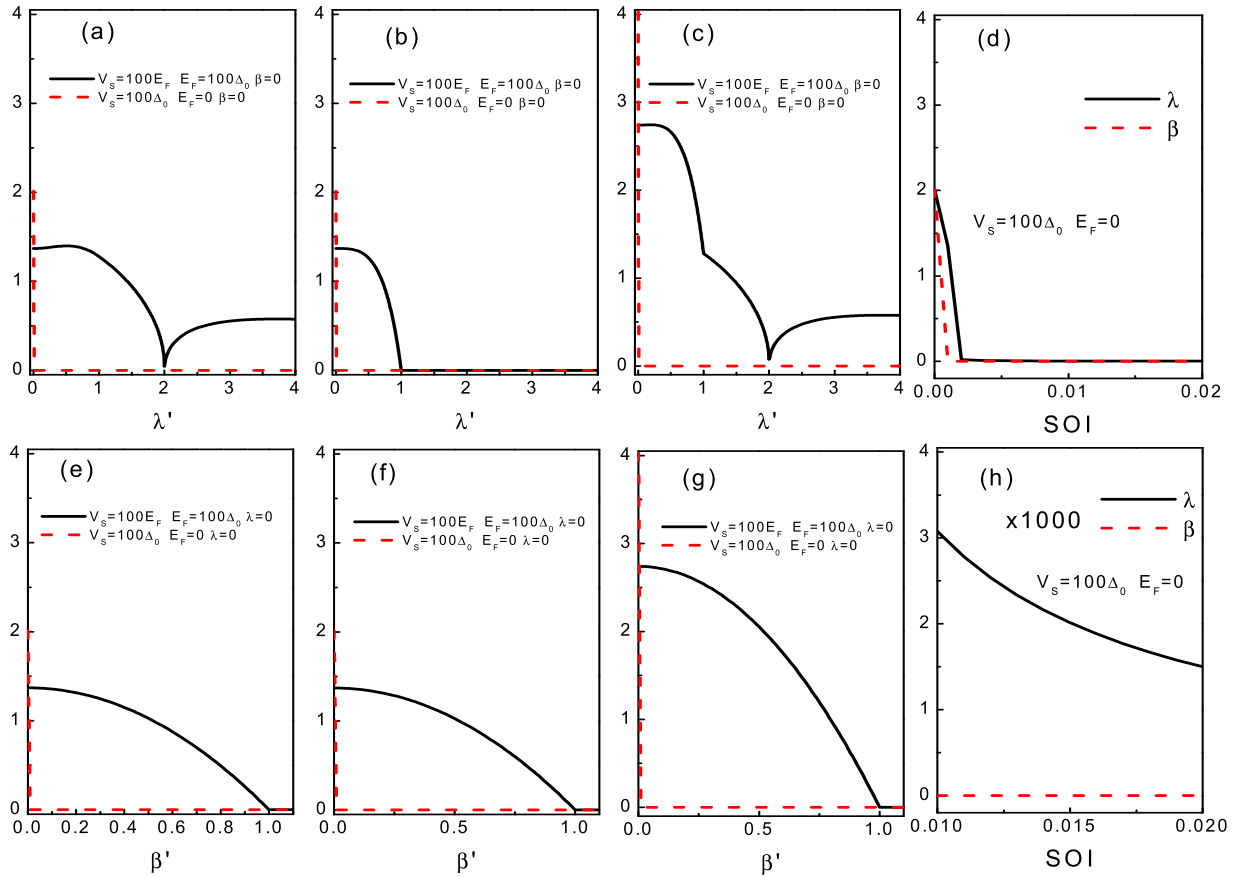 (a)
V_S=100E_F E_F=100Δ_0 β=0
V_S=100Δ_0 E_F=0 β=0
4
3
2
1
0
0 1 2 3 4
λ'
(b)
V_S=100E_F E_F=100Δ_0 β=0
V_S=100Δ_0 E_F=0 β=0
4
3
2
1
0
0 1 2 3 4
λ'
(c)
V_S=100E_F E_F=100Δ_0 β=0
V_S=100Δ_0 E_F=0 β=0
4
3
2
1
0
0 1 2 3 4
λ'
(d)
λ
β
V_S=100Δ_0 E_F=0
4
3
2
1
0
0.00 0.01 0.02
SOI
(e)
V_S=100E_F E_F=100Δ_0 λ=0
V_S=100Δ_0 E_F=0 λ=0
4
3
2
1
0
0.0 0.2 0.4 0.6 0.8 1.0
β'
(f)
V_S=100E_F E_F=100Δ_0 λ=0
V_S=100Δ_0 E_F=0 λ=0
4
3
2
1
0
0.0 0.5 1.0
β'
(g)
V_S=100E_F E_F=100Δ_0 λ=0
V_S=100Δ_0 E_F=0 λ=0
4
3
2
1
0
0.0 0.5 1.0
β'
(h)
λ
x1000
β
V_S=100Δ_0 E_F=0
4
3
2
1
0
0.010 0.015 0.020
SOI